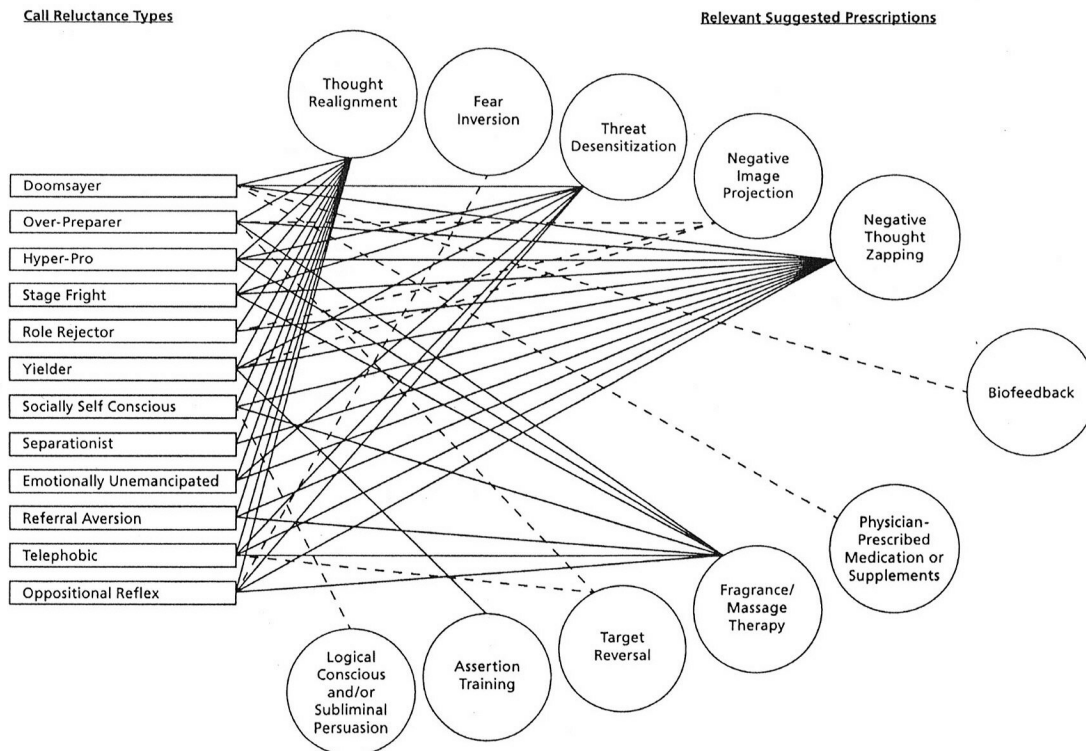 Call Reluctance Types
Relevant Suggested Prescriptions
Thought
Realignment
Fear
Inversion
Threat
Desensitization
Negative
Image
Projection
Negative
Thought
Zapping
Biofeedback
Physician-
Prescribed
Medication or
Supplements
Fragrance/
Massage
Therapy
Target
Reversal
Assertion
Training
Logical
Conscious
and/or
Subliminal
Persuasion
Doomsayer
Over-Preparer
Hyper-Pro
Stage Fright
Role Rejector
Yielder
Socially Self Conscious
Separationist
Emotionally Unemancipated
Referral Aversion
Telephobic
Oppositional Reflex